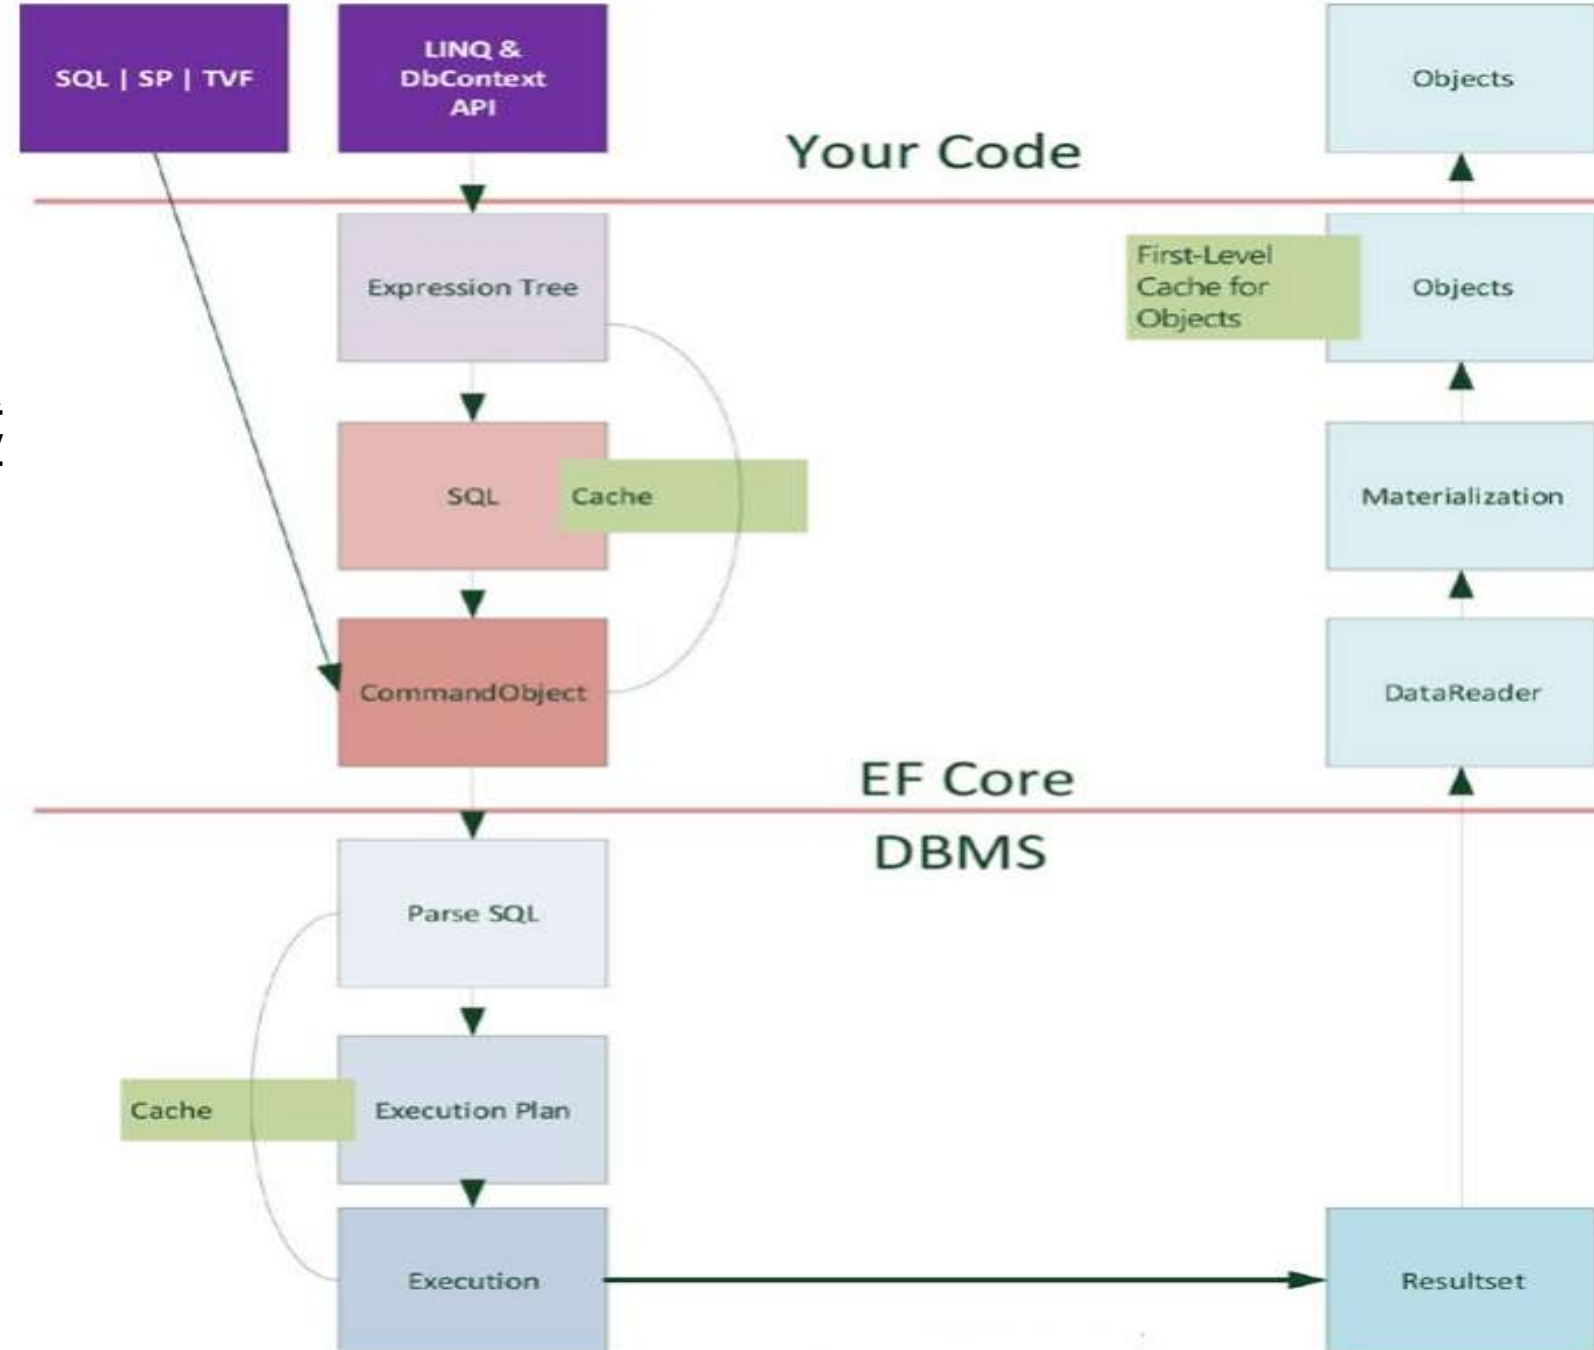 SQL | SP | TVF
LINQ &
DbContext
API
Objects
Your Code
Expression Tree
First-Level
Cache for
Objects
Objects
SQL
Cache
Materialization
CommandObject
DataReader
EF Core
DBMS
Parse SQL
Cache
Execution Plan
Execution
Resultset